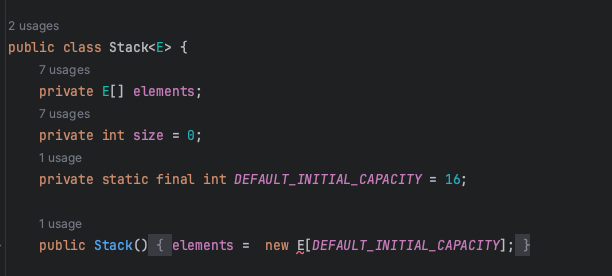 2 usages
public class Stack<E> {
7 usages
private E[] elements;
7 usages
private int size = 0;
1 usage
private static final int DEFAULT_INITIAL_CAPACITY = 16;
1 usage
public Stack() { elements =  new E[DEFAULT_INITIAL_CAPACITY]; }